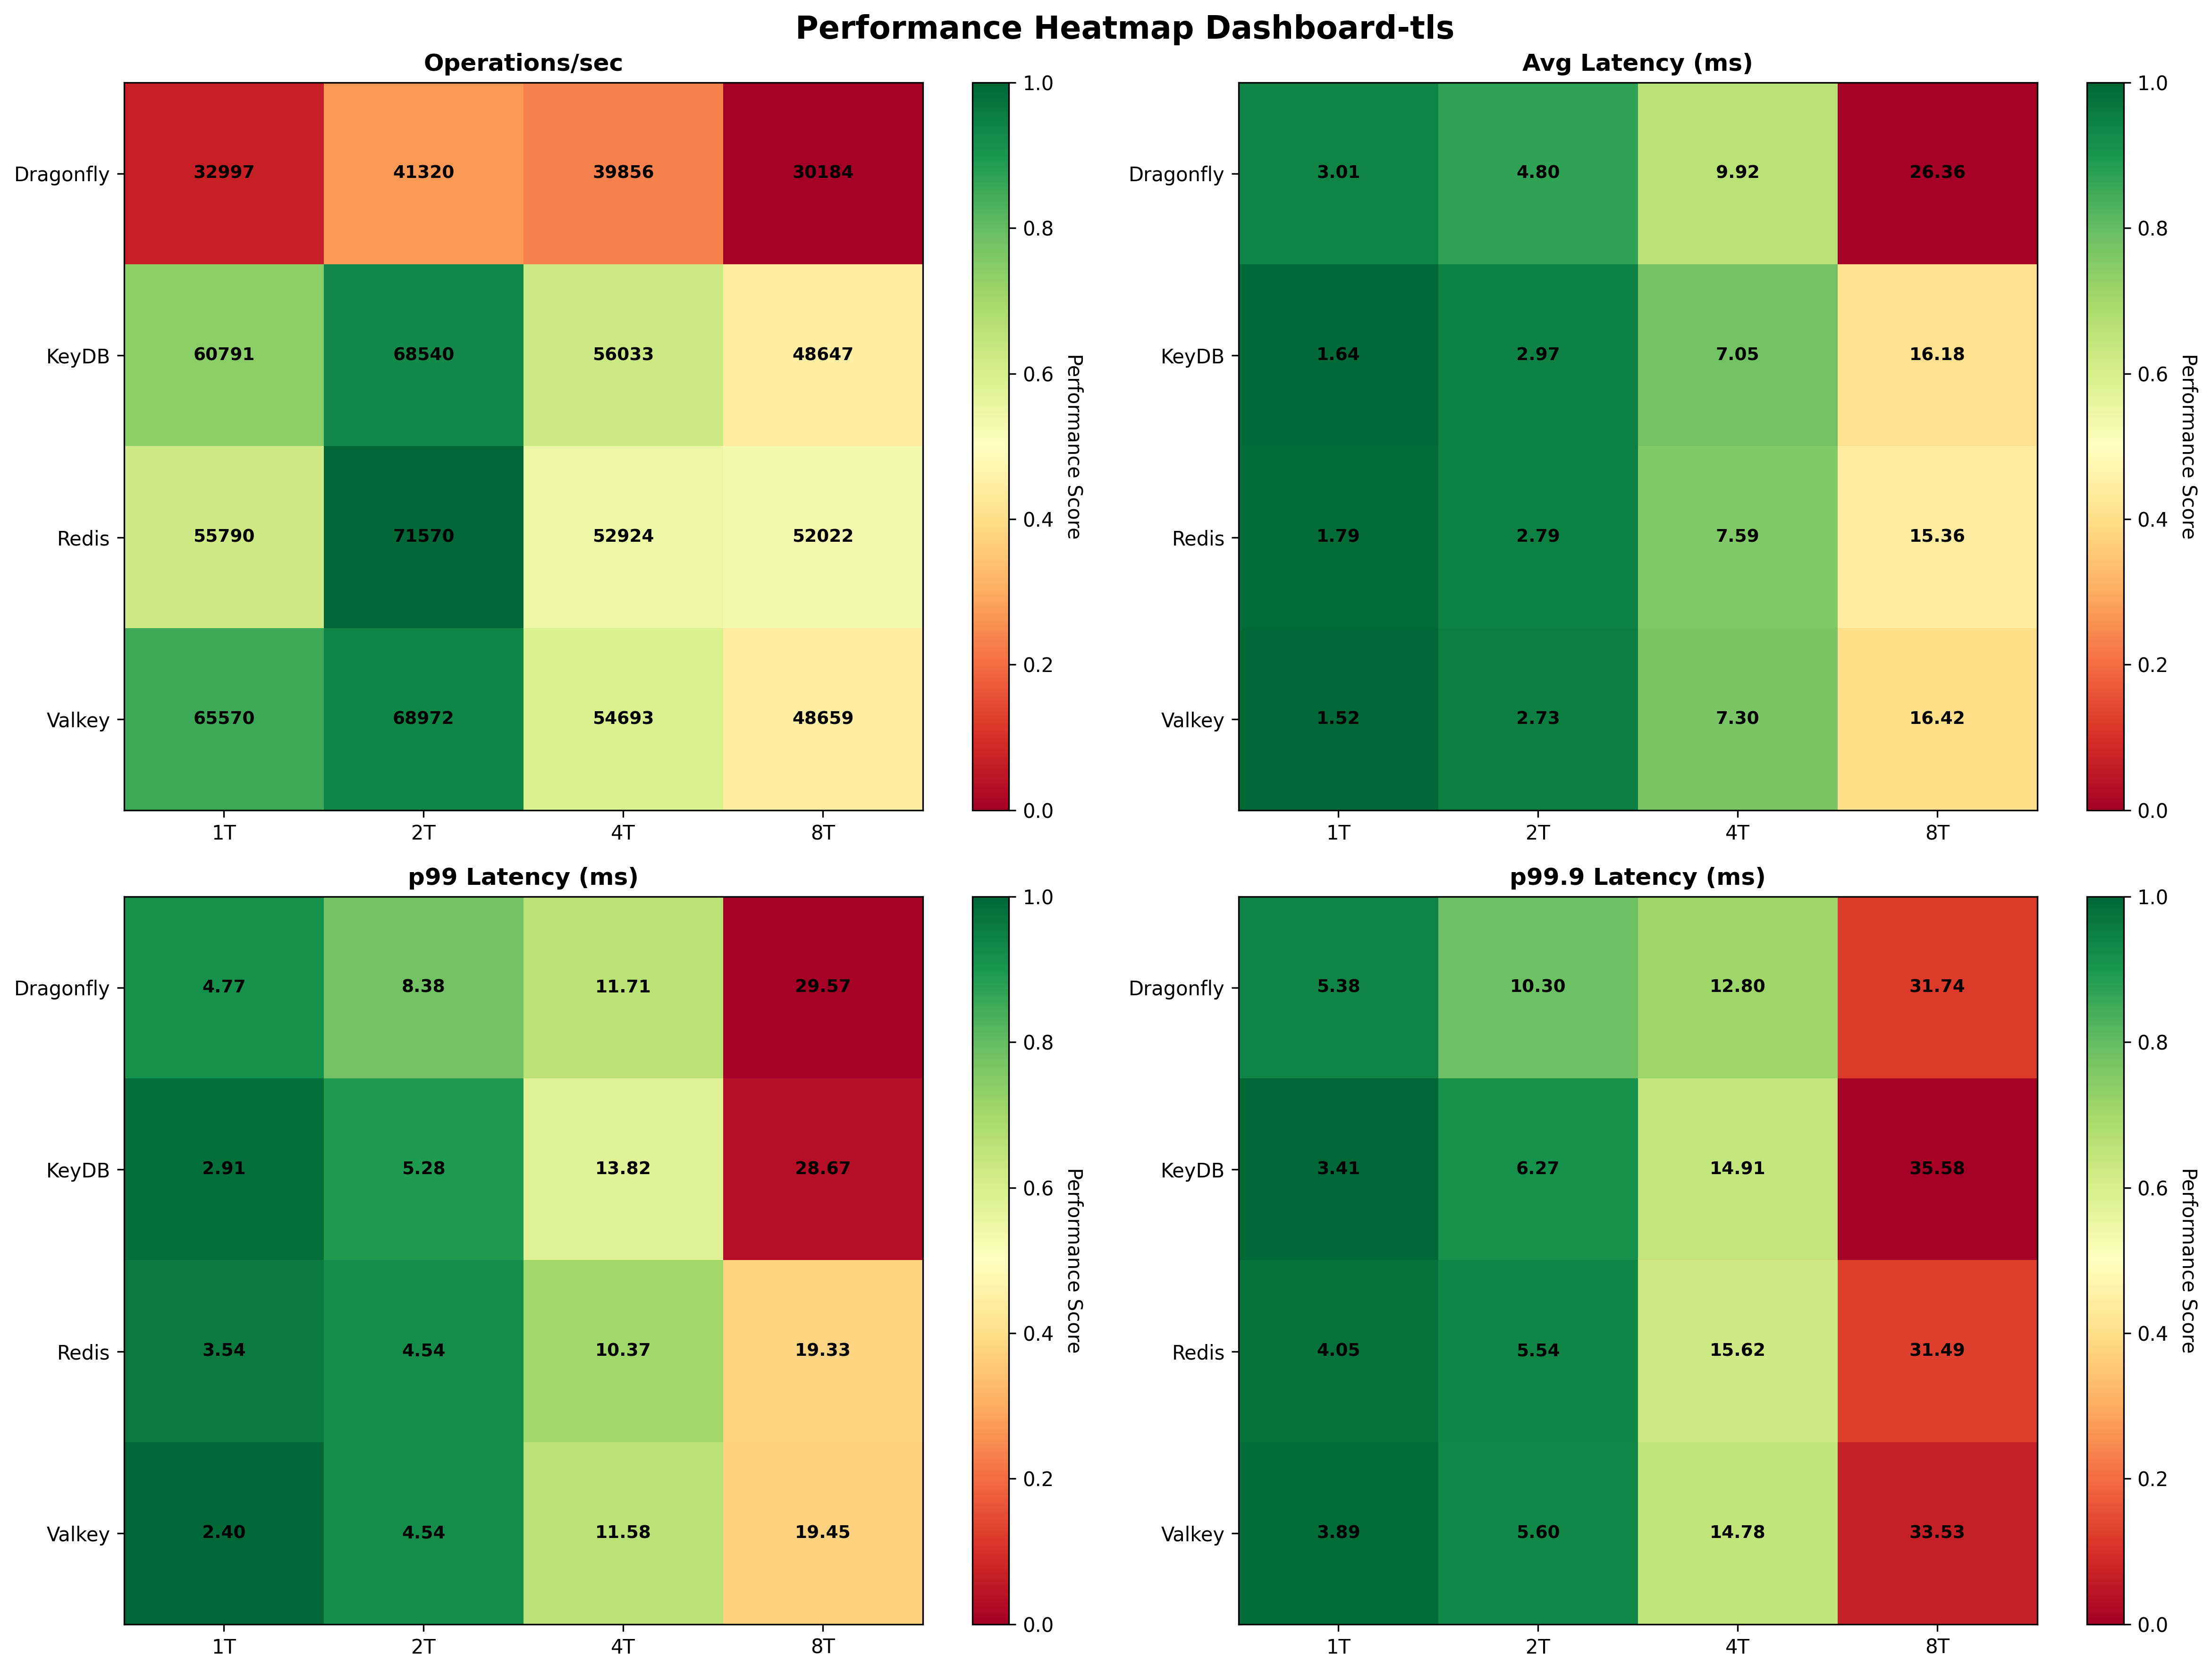 Performance Heatmap Dashboard-tls
Operations/sec
Dragonfly 32997 41320 39856 30184
KeyDB 60791 68540 56033 48647
Redis 55790 71570 52924 52022
Valkey 65570 68972 54693 48659
1T 2T 4T 8T
1.0
0.8
0.6
0.4
0.2
0.0
Performance Score
Avg Latency (ms)
Dragonfly 3.01 4.80 9.92 26.36
KeyDB 1.64 2.97 7.05 16.18
Redis 1.79 2.79 7.59 15.36
Valkey 1.52 2.73 7.30 16.42
1T 2T 4T 8T
1.0
0.8
0.6
0.4
0.2
0.0
Performance Score
p99 Latency (ms)
Dragonfly 4.77 8.38 11.71 29.57
KeyDB 2.91 5.28 13.82 28.67
Redis 3.54 4.54 10.37 19.33
Valkey 2.40 4.54 11.58 19.45
1T 2T 4T 8T
1.0
0.8
0.6
0.4
0.2
0.0
Performance Score
p99.9 Latency (ms)
Dragonfly 5.38 10.30 12.80 31.74
KeyDB 3.41 6.27 14.91 35.58
Redis 4.05 5.54 15.62 31.49
Valkey 3.89 5.60 14.78 33.53
1T 2T 4T 8T
1.0
0.8
0.6
0.4
0.2
0.0
Performance Score